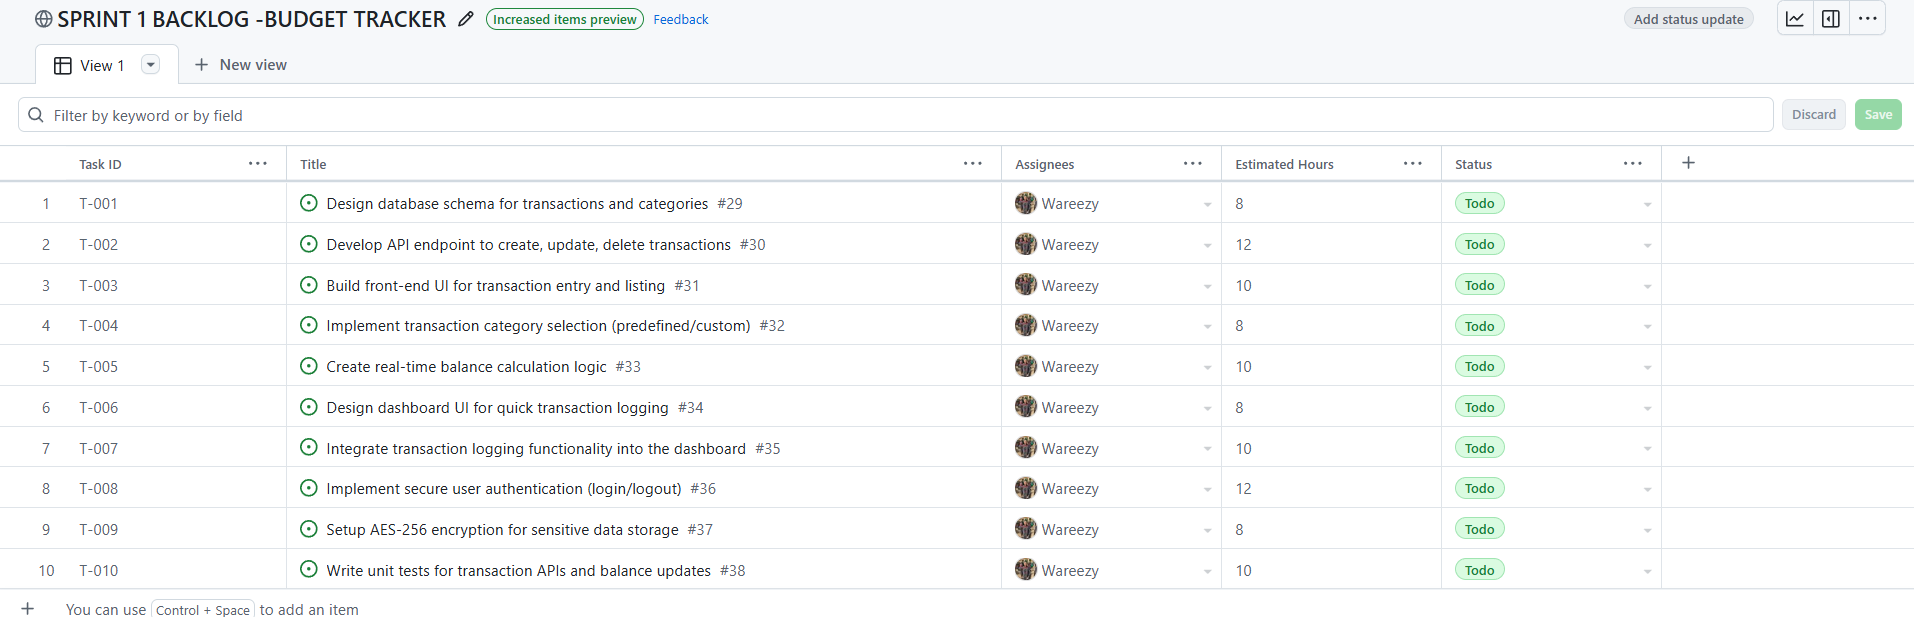 SPRINT 1 BACKLOG -BUDGET TRACKER Increased items preview Feedback Add status update
View 1 New view
Filter by keyword or by field Discard Save
Task ID Title Assignees Estimated Hours Status
1 T-001 Design database schema for transactions and categories #29 Wareezy 8 Todo
2 T-002 Develop API endpoint to create, update, delete transactions #30 Wareezy 12 Todo
3 T-003 Build front-end UI for transaction entry and listing #31 Wareezy 10 Todo
4 T-004 Implement transaction category selection (predefined/custom) #32 Wareezy 8 Todo
5 T-005 Create real-time balance calculation logic #33 Wareezy 10 Todo
6 T-006 Design dashboard UI for quick transaction logging #34 Wareezy 8 Todo
7 T-007 Integrate transaction logging functionality into the dashboard #35 Wareezy 10 Todo
8 T-008 Implement secure user authentication (login/logout) #36 Wareezy 12 Todo
9 T-009 Setup AES-256 encryption for sensitive data storage #37 Wareezy 8 Todo
10 T-010 Write unit tests for transaction APIs and balance updates #38 Wareezy 10 Todo
You can use Control + Space to add an item